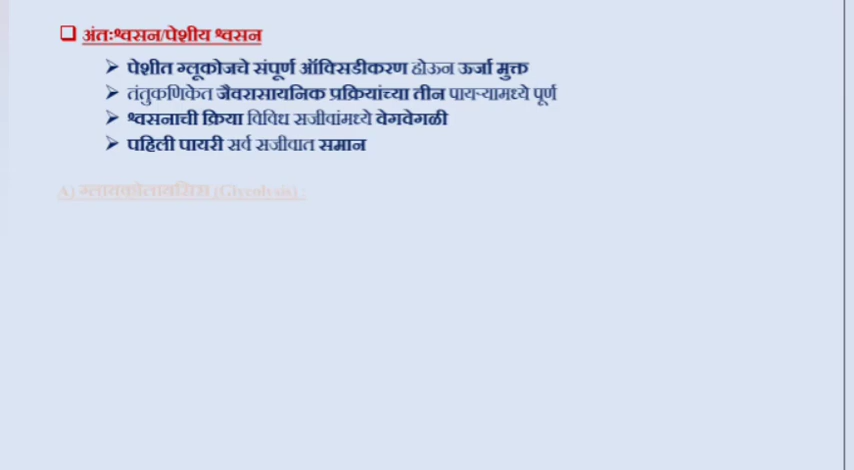 अंतःश्वसन/पेशीय श्वसन
पेशीत ग्लूकोजचे संपूर्ण ऑक्सिडीकरण होऊन ऊर्जा मुक्त
तंतुकणिकेत जैवरासायनिक प्रक्रियांच्या तीन पायऱ्यामध्ये पूर्ण
श्वसनाची क्रिया विविध सजीवांमध्ये वेगवेगळी
पहिली पायरी सर्व सजीवात समान
A) ग्लायकोलायसिस (Glycolysis) :